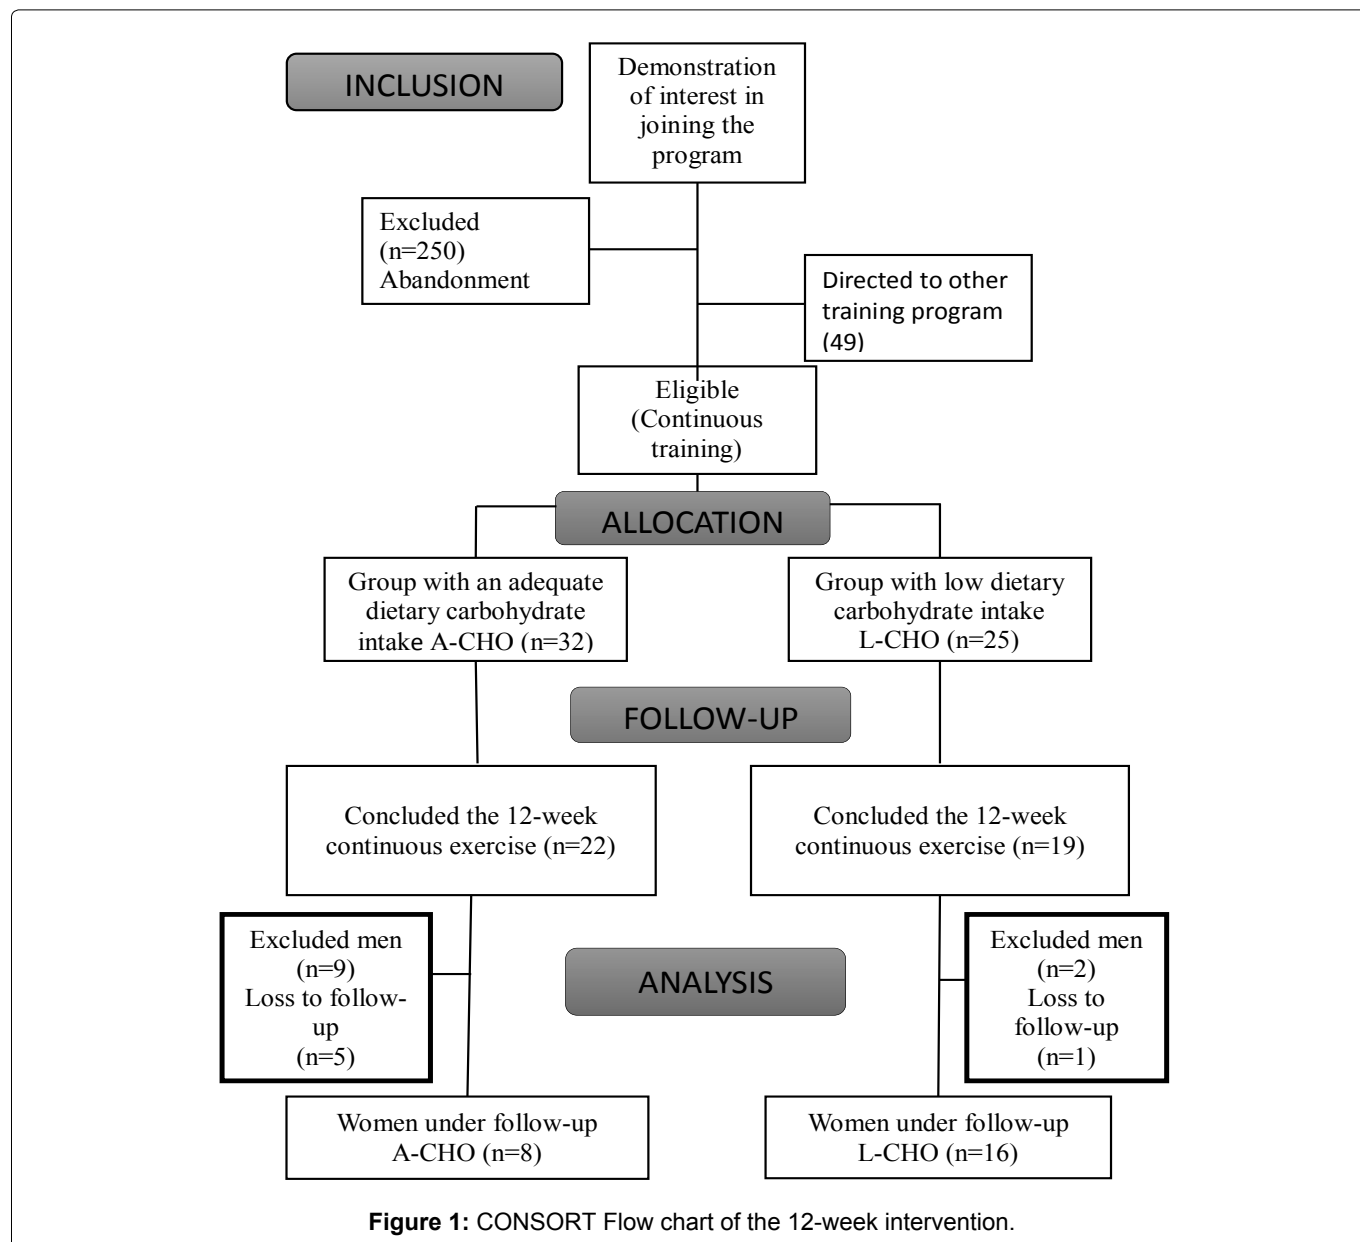 INCLUSION
Demonstration
of interest in
joining the
program
Excluded
(n=250)
Abandonment
Directed to other
training program
(49)
Eligible
(Continuous
training)
ALLOCATION
Group with an adequate
dietary carbohydrate
intake A-CHO (n=32)
Group with low dietary
carbohydrate intake
L-CHO (n=25)
FOLLOW-UP
Concluded the 12-week
continuous exercise (n=22)
Concluded the 12-week
continuous exercise (n=19)
Excluded men
(n=9)
Loss to follow-
up
(n=5)
ANALYSIS
Excluded men
(n=2)
Loss to
follow-up
(n=1)
Women under follow-up
A-CHO (n=8)
Women under follow-up
L-CHO (n=16)
Figure 1: CONSORT Flow chart of the 12-week intervention.